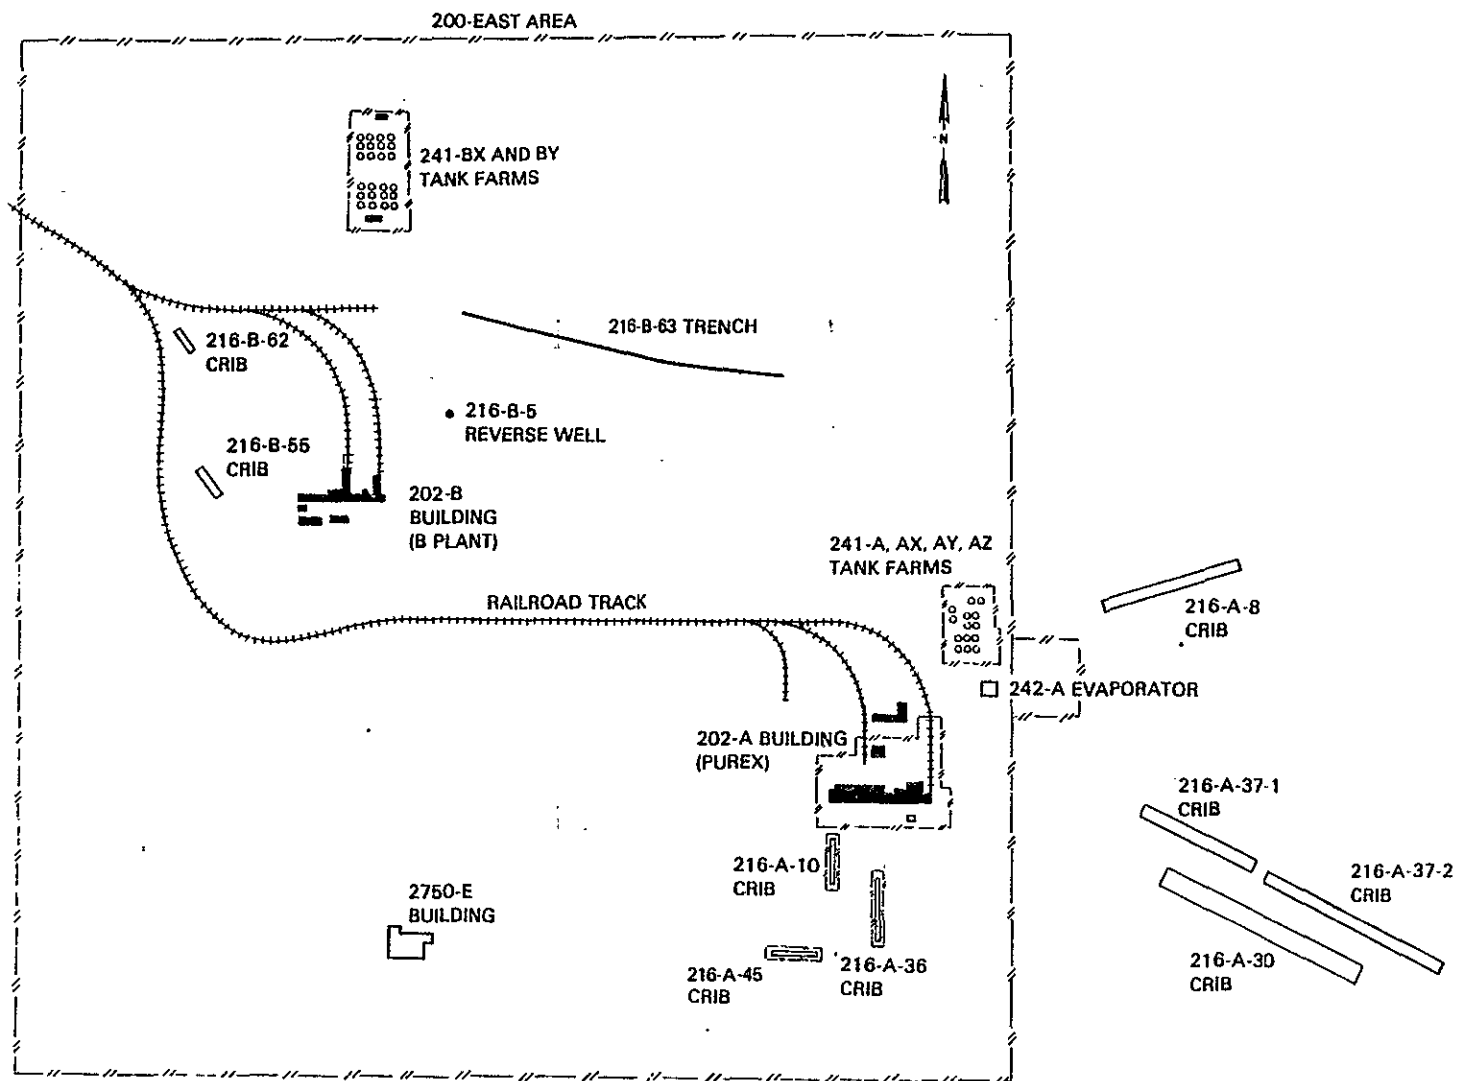 200-EAST AREA
N
241-BX AND BY
TANK FARMS
216-B-62
CRIB
216-B-63 TRENCH
216-B-5
REVERSE WELL
216-B-55
CRIB
202-B
BUILDING
(B PLANT)
241-A, AX, AY, AZ
TANK FARMS
216-A-8
CRIB
RAILROAD TRACK
242-A EVAPORATOR
202-A BUILDING
(PUREX)
216-A-37-1
CRIB
216-A-10
CRIB
216-A-37-2
CRIB
2750-E
BUILDING
216-A-45
CRIB
216-A-36
CRIB
216-A-30
CRIB